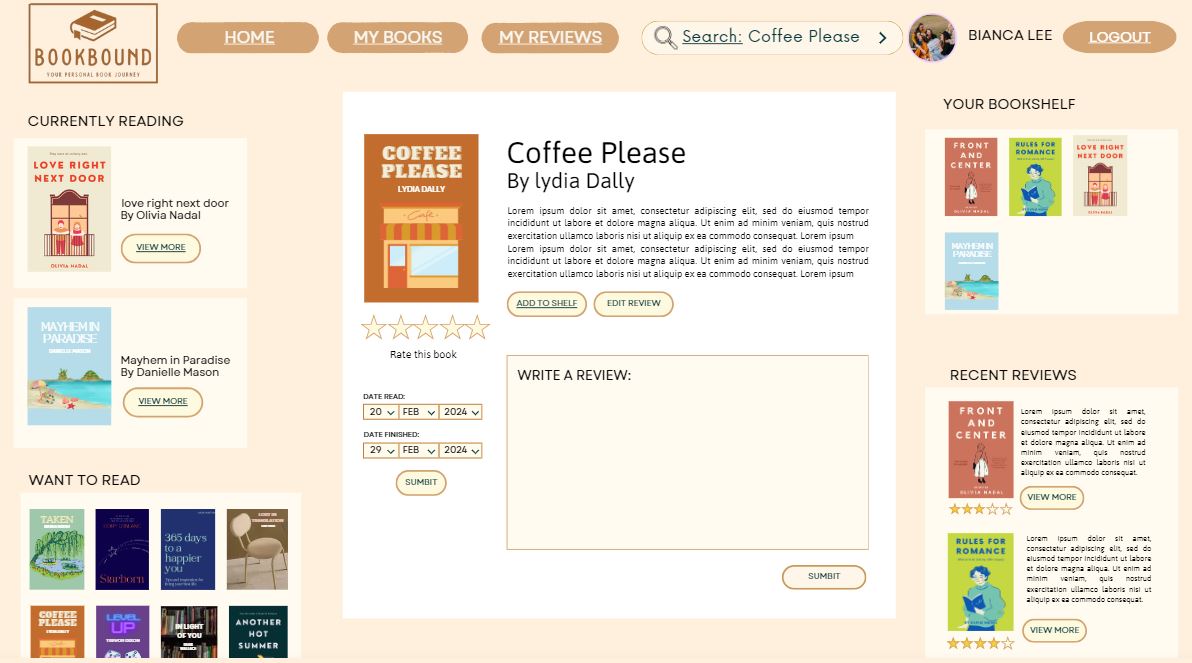 BOOKBOUND
YOUR PERSONAL BOOK JOURNEY
HOME
MY BOOKS
MY REVIEWS
Search: Coffee Please
BIANCA LEE
LOGOUT
CURRENTLY READING
LOVE RIGHT
NEXT DOOR
OLIVIA NADAL
love right next door
By Olivia Nadal
VIEW MORE
MAYHEM IN
PARADISE
DANIELLE MASON
Mayhem in Paradise
By Danielle Mason
VIEW MORE
WANT TO READ
TAKEN
Starborn
365 days
to a
happier
you
LOST IN
TRANSLATION
COFFEE
PLEASE
LEVEL
UP
IN LIGHT
OF YOU
ANOTHER
HOT
SUMMER
COFFEE
PLEASE
LYDIA DALLY
Cafe
Rate this book
DATE READ:
20 FEB 2024
DATE FINISHED:
29 FEB 2024
SUMBIT
Coffee Please
By lydia Dally
Lorem ipsum dolor sit amet, consectetur adipiscing elit, sed do eiusmod tempor
incididunt ut labore et dolore magna aliqua. Ut enim ad minim veniam, quis nostrud
exercitation ullamco laboris nisi ut aliquip ex ea commodo consequat. Lorem ipsum
Lorem ipsum dolor sit amet, consectetur adipiscing elit, sed do eiusmod tempor
incididunt ut labore et dolore magna aliqua. Ut enim ad minim veniam, quis nostrud
exercitation ullamco laboris nisi ut aliquip ex ea commodo consequat. Lorem ipsum
ADD TO SHELF
EDIT REVIEW
WRITE A REVIEW:
SUMBIT
YOUR BOOKSHELF
FRONT
AND
CENTER
OLIVIA NADAL
RULES FOR
ROMANCE
LOVE RIGHT
NEXT DOOR
OLIVIA NADAL
MAYHEM IN
PARADISE
RECENT REVIEWS
FRONT
AND
CENTER
OLIVIA NADAL
Lorem ipsum dolor sit amet,
consectetur adipiscing elit, sed do
eiusmod tempor incididunt ut labore
et dolore magna aliqua. Ut enim ad
minim veniam, quis nostrud
exercitation ullamco laboris nisi ut
aliquip ex ea commodo consequat.
VIEW MORE
RULES FOR
ROMANCE
Lorem ipsum dolor sit amet,
consectetur adipiscing elit, sed do
eiusmod tempor incididunt ut labore
et dolore magna aliqua. Ut enim ad
minim veniam, quis nostrud
exercitation ullamco laboris nisi ut
aliquip ex ea commodo consequat.
VIEW MORE